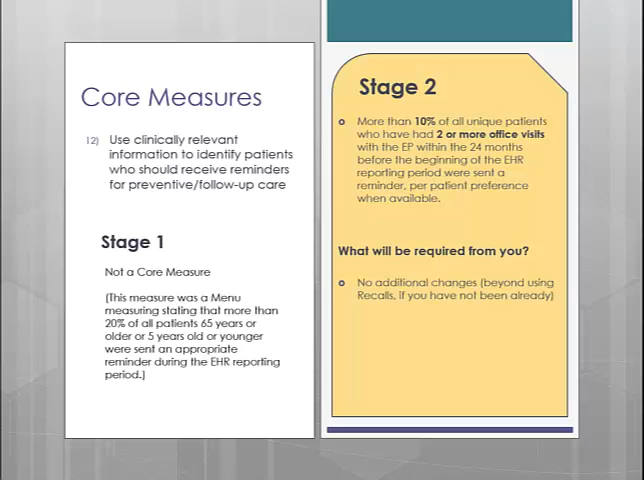 Core Measures
12) Use clinically relevant
information to identify patients
who should receive reminders
for preventive/follow-up care
Stage 1
Not a Core Measure
(This measure was a Menu
measuring stating that more than
20% of all patients 65 years or
older or 5 years old or younger
were sent an appropriate
reminder during the EHR reporting
period.)
Stage 2
More than 10% of all unique patients
who have had 2 or more office visits
with the EP within the 24 months
before the beginning of the EHR
reporting period were sent a
reminder, per patient preference
when available.
What will be required from you?
No additional changes (beyond using
Recalls, if you have not been already)